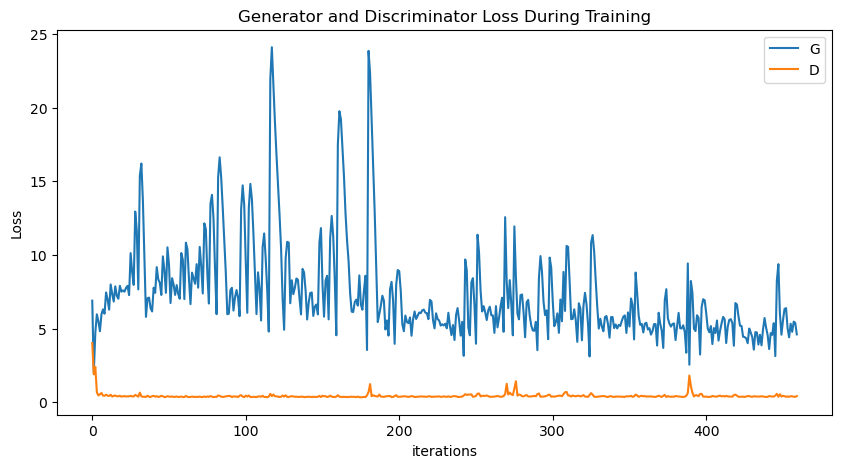 Generator and Discriminator Loss During Training
25
20
15
10
5
0
Loss
G
D
0 100 200 300 400
iterations